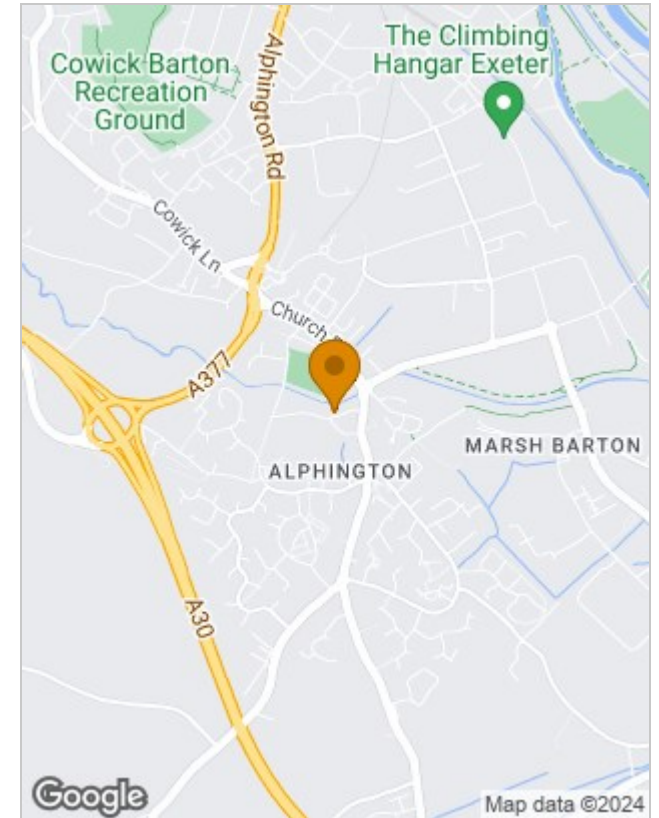 The Climbing
Hangar Exeter
Cowick Barton
Recreation
Ground
Alphington Rd
Cowick Ln
Church
A377
MARSH BARTON
ALPHINGTON
A30
Google
Map data ©2024